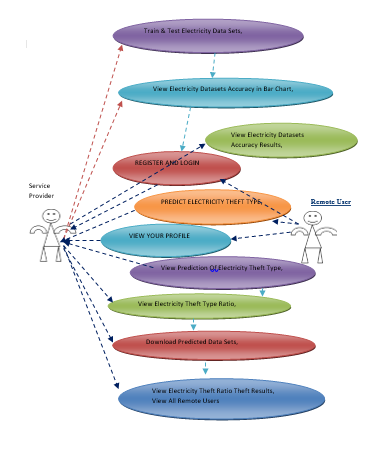 Train & Test Electricity Data Sets,
View Electricity Datasets Accuracy in Bar Chart,
View Electricity Datasets
Accuracy Results,
REGISTER AND LOGIN
Service
Provider
PREDICT ELECTRICITY THEFT TYPE,
Remote User
VIEW YOUR PROFILE
View Prediction Of Electricity Theft Type,
View Electricity Theft Type Ratio,
Download Predicted Data Sets,
View Electricity Theft Ratio Theft Results,
View All Remote Users